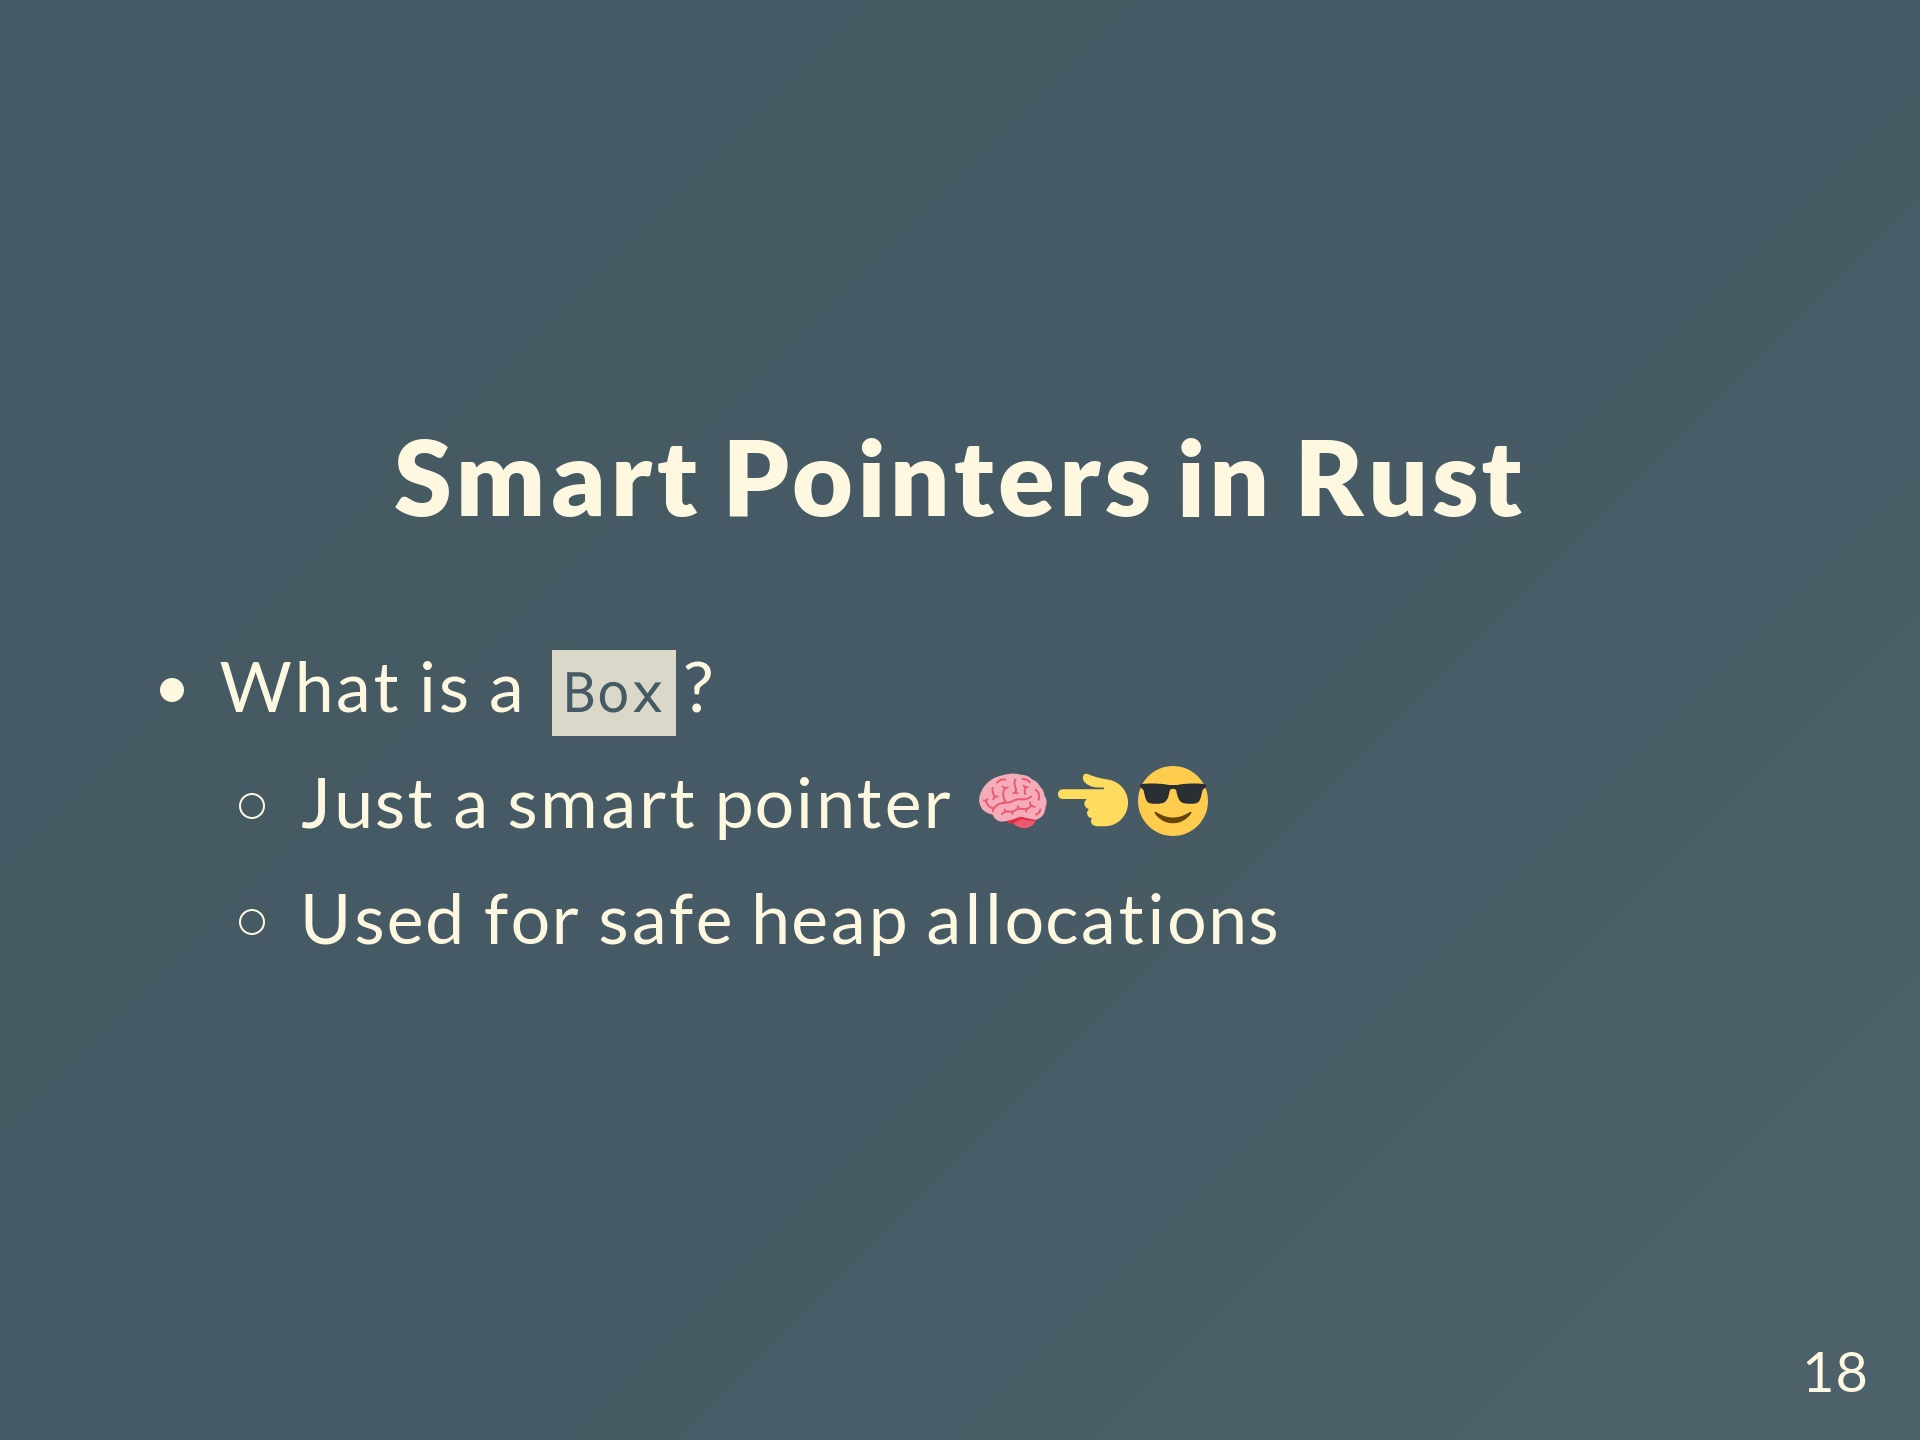 Smart Pointers in Rust
What is a Box?
Just a smart pointer 🧠👈😎
Used for safe heap allocations
18